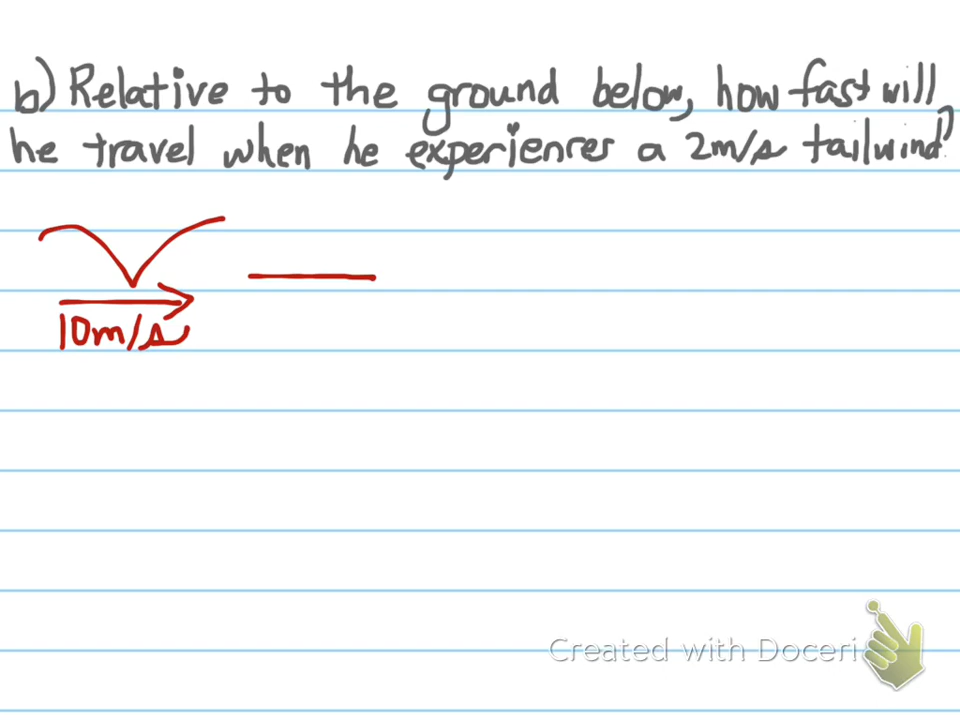 b) Relative to the ground below, how fast will
he travel when he experiences a 2m/s tailwind?
10m/s
Created with Doceri